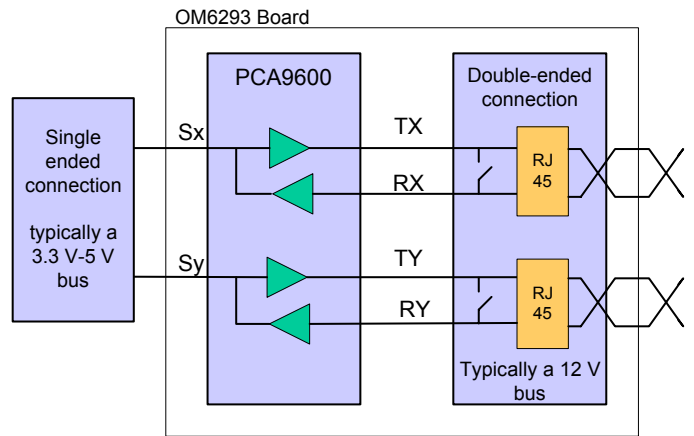 OM6293 Board
Single
ended
connection
typically a
3.3 V-5 V
bus
PCA9600
Sx
Sy
TX
RX
TY
RY
Double-ended
connection
RJ
45
RJ
45
Typically a 12 V
bus